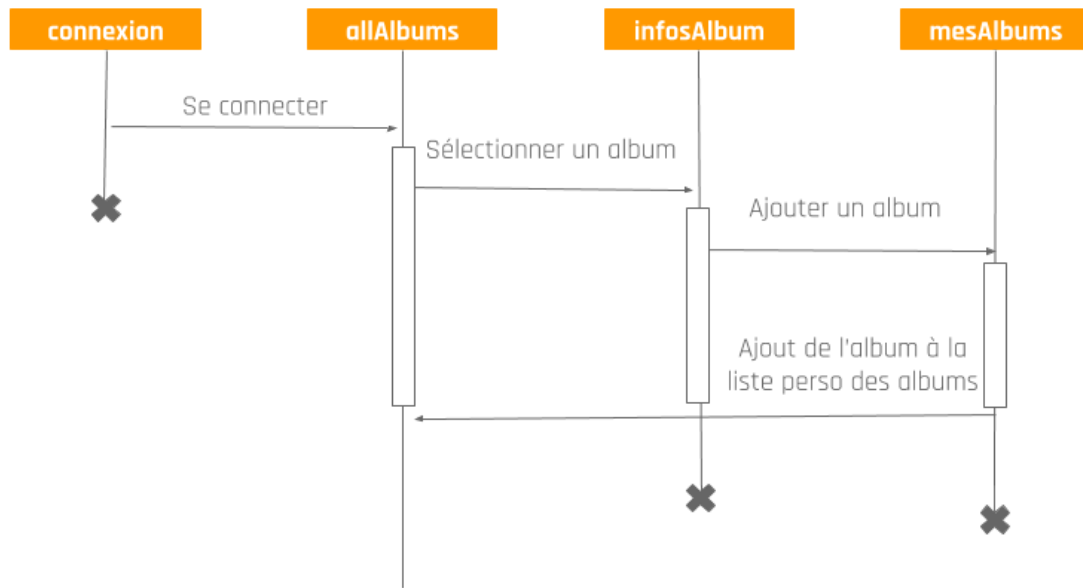 connexion
allAlbums
infosAlbum
mesAlbums
Se connecter
Sélectionner un album
Ajouter un album
Ajout de l'album à la
liste perso des albums